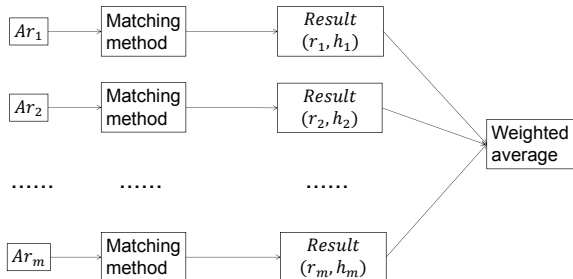 Ar₁
Matching
method
Result
(r₁, h₁)
Ar₂
Matching
method
Result
(r₂, h₂)
Weighted
average
......
......
......
Arₘ
Matching
method
Result
(rₘ, hₘ)